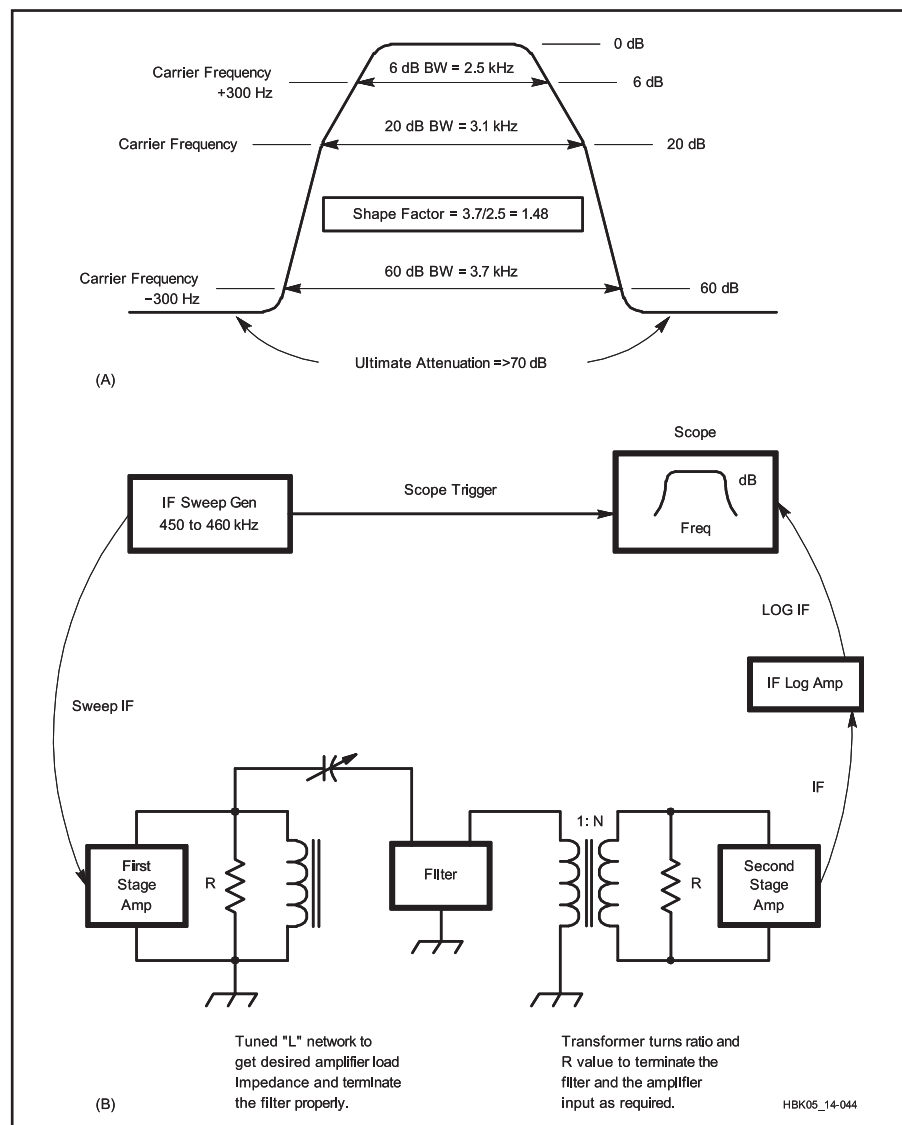 0 dB
Carrier Frequency
+300 Hz
6 dB BW = 2.5 kHz
6 dB
Carrier Frequency
20 dB BW = 3.1 kHz
20 dB
Shape Factor = 3.7/2.5 = 1.48
Carrier Frequency
−300 Hz
60 dB BW = 3.7 kHz
60 dB
Ultimate Attenuation =>70 dB
(A)
Scope
IF Sweep Gen
450 to 460 kHz
Scope Trigger
dB
Freq
LOG IF
IF Log Amp
Sweep IF
IF
1: N
First
Stage
Amp
R
Filter
R
Second
Stage
Amp
Tuned "L" network to
get desired amplifier load
Impedance and terminate
the filter properly.
Transformer turns ratio and
R value to terminate the
filter and the amplifier
input as required.
(B)
HBK05_14-044